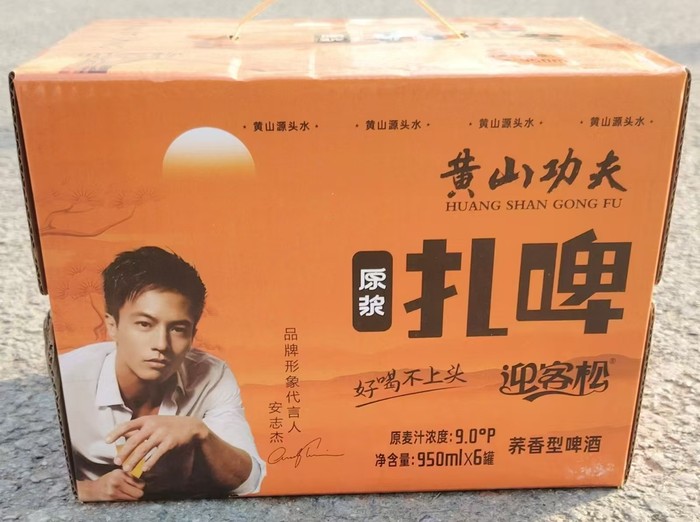 ·黄山源头水· ·黄山源头水· ·黄山源头水· ·黄山源头水·
黄山功夫
HUANG SHAN GONG FU
原浆
扎啤
好喝不上头
迎客松®
品牌形象代言人
安志杰
原麦汁浓度:9.0°P
净含量:950ml×6罐
荞香型啤酒